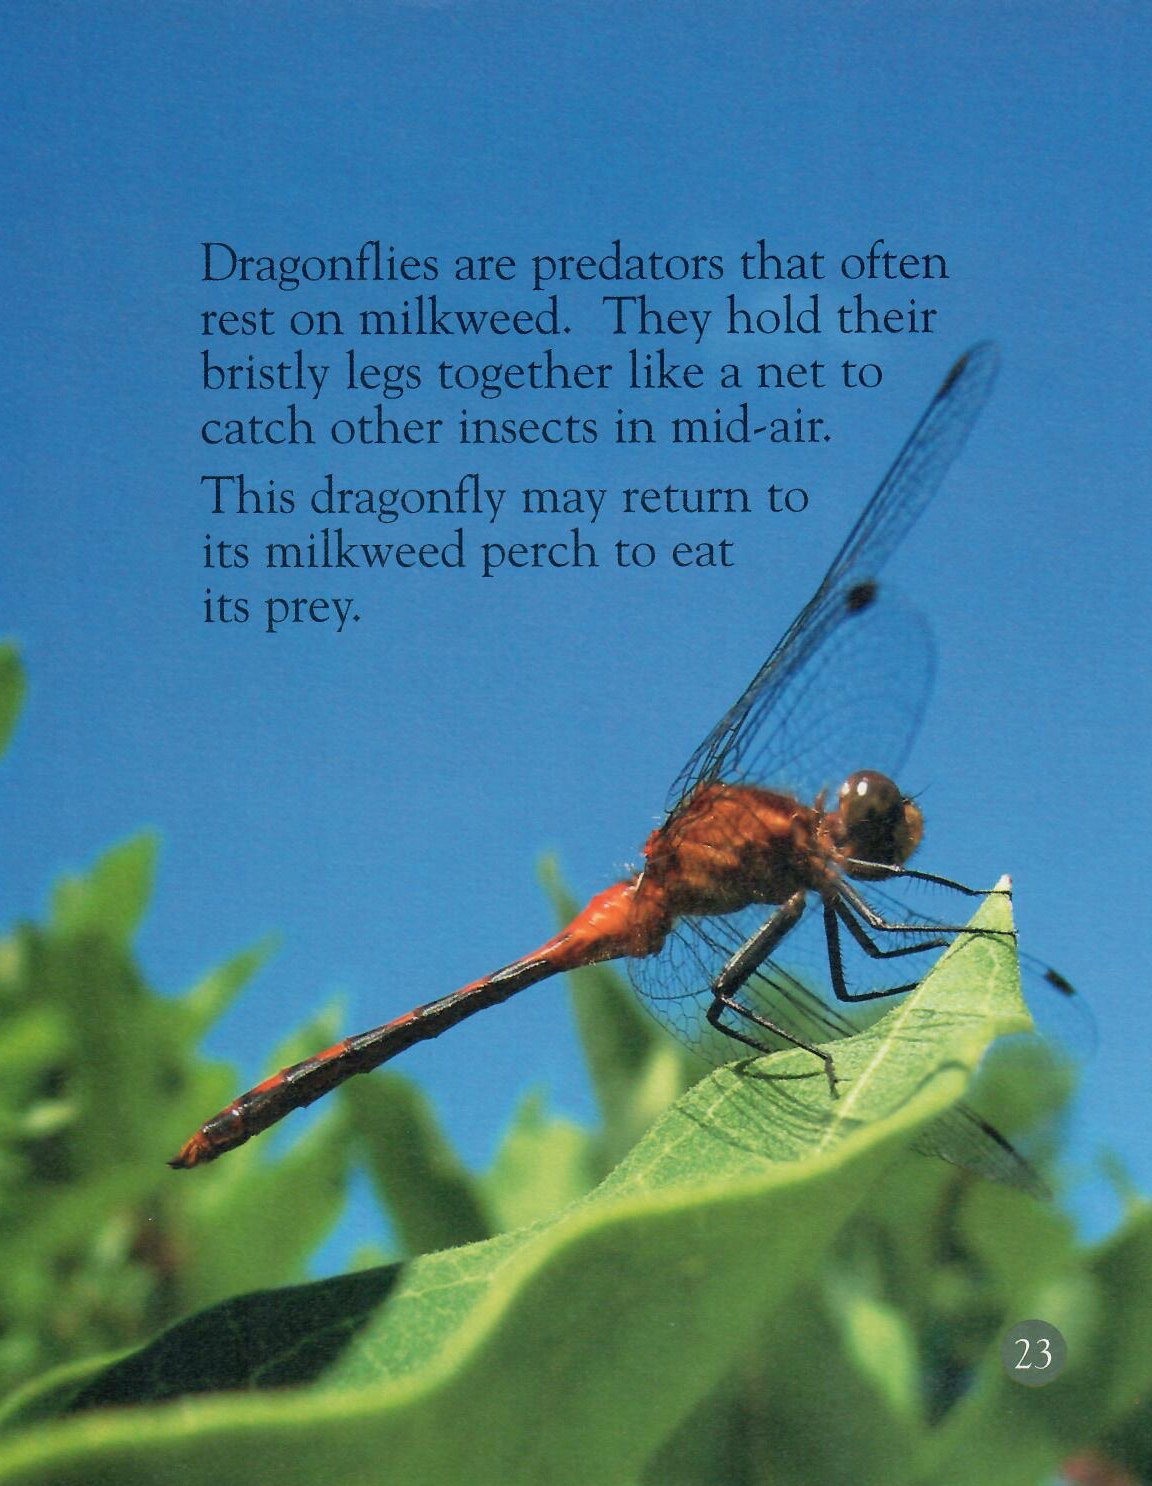 Dragonflies are predators that often
rest on milkweed. They hold their
bristly legs together like a net to
catch other insects in mid-air.
This dragonfly may return to
its milkweed perch to eat
its prey.
23